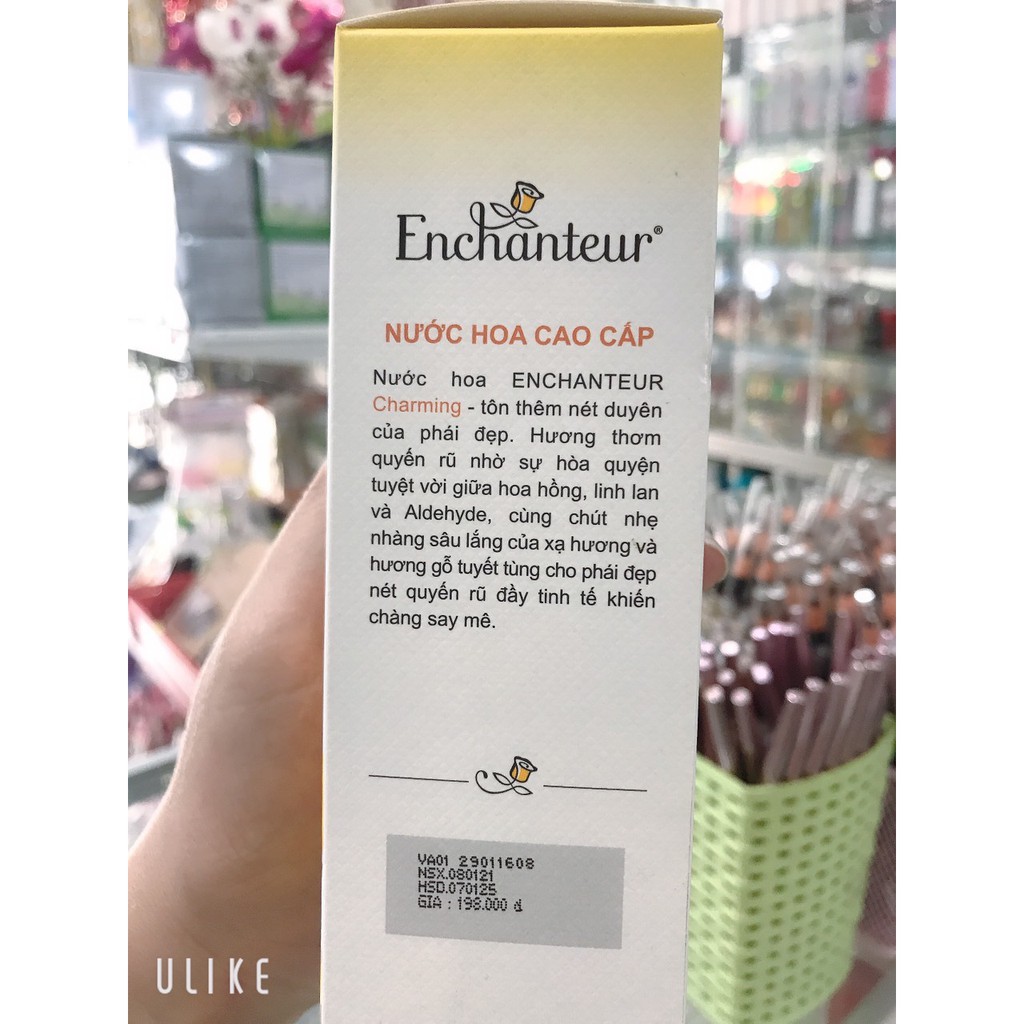 Enchanteur®
NƯỚC HOA CAO CẤP
Nước hoa ENCHANTEUR
Charming - tôn thêm nét duyên
của phái đẹp. Hương thơm
quyến rũ nhờ sự hòa quyện
tuyệt vời giữa hoa hồng, linh lan
và Aldehyde, cùng chút nhẹ
nhàng sâu lắng của xạ hương và
hương gỗ tuyết tùng cho phái đẹp
nét quyến rũ đầy tinh tế khiến
chàng say mê.
VA01 29011608
NSX.080121
HSD.070125
GIA : 198.000 đ
ULIKE